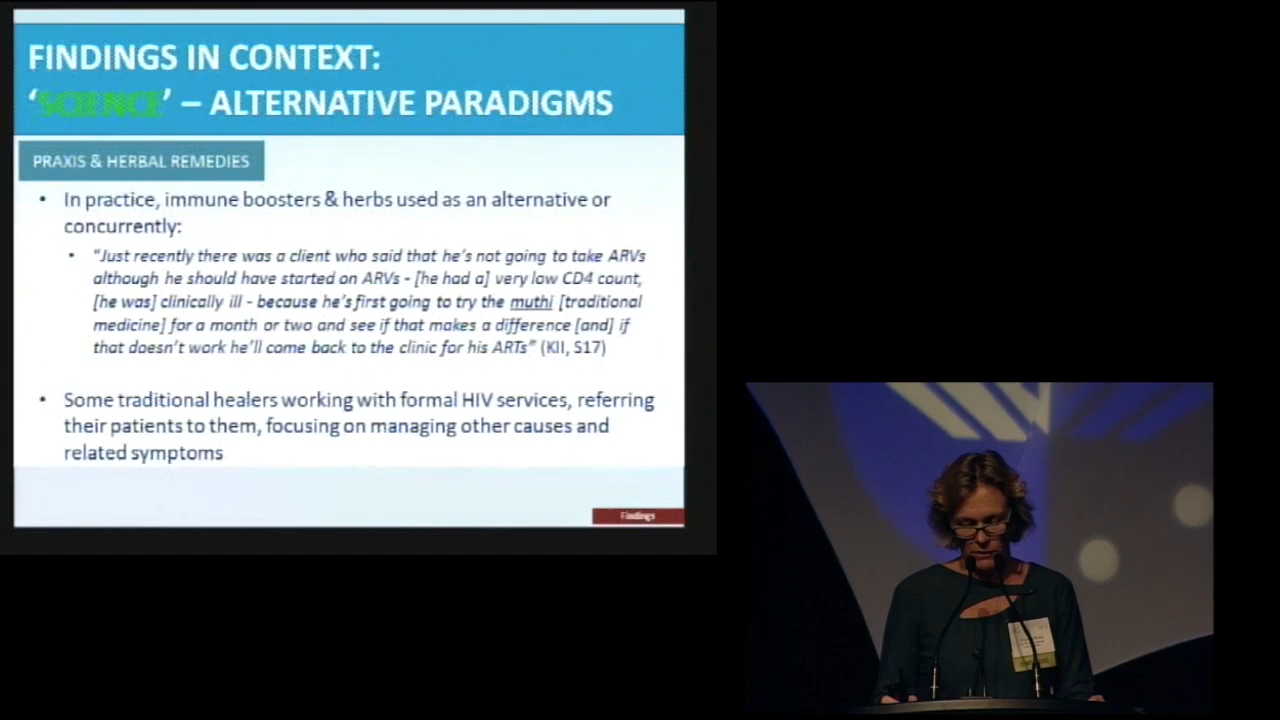 FINDINGS IN CONTEXT:
‘SCIENCE’ – ALTERNATIVE PARADIGMS
PRAXIS & HERBAL REMEDIES
• In practice, immune boosters & herbs used as an alternative or
concurrently:
• "Just recently there was a client who said that he's not going to take ARVs
although he should have started on ARVs - [he had a] very low CD4 count,
[he was] clinically ill - because he's first going to try the muthi [traditional
medicine] for a month or two and see if that makes a difference [and] if
that doesn't work he'll come back to the clinic for his ARTs" (KII, S17)
• Some traditional healers working with formal HIV services, referring
their patients to them, focusing on managing other causes and
related symptoms
Findings